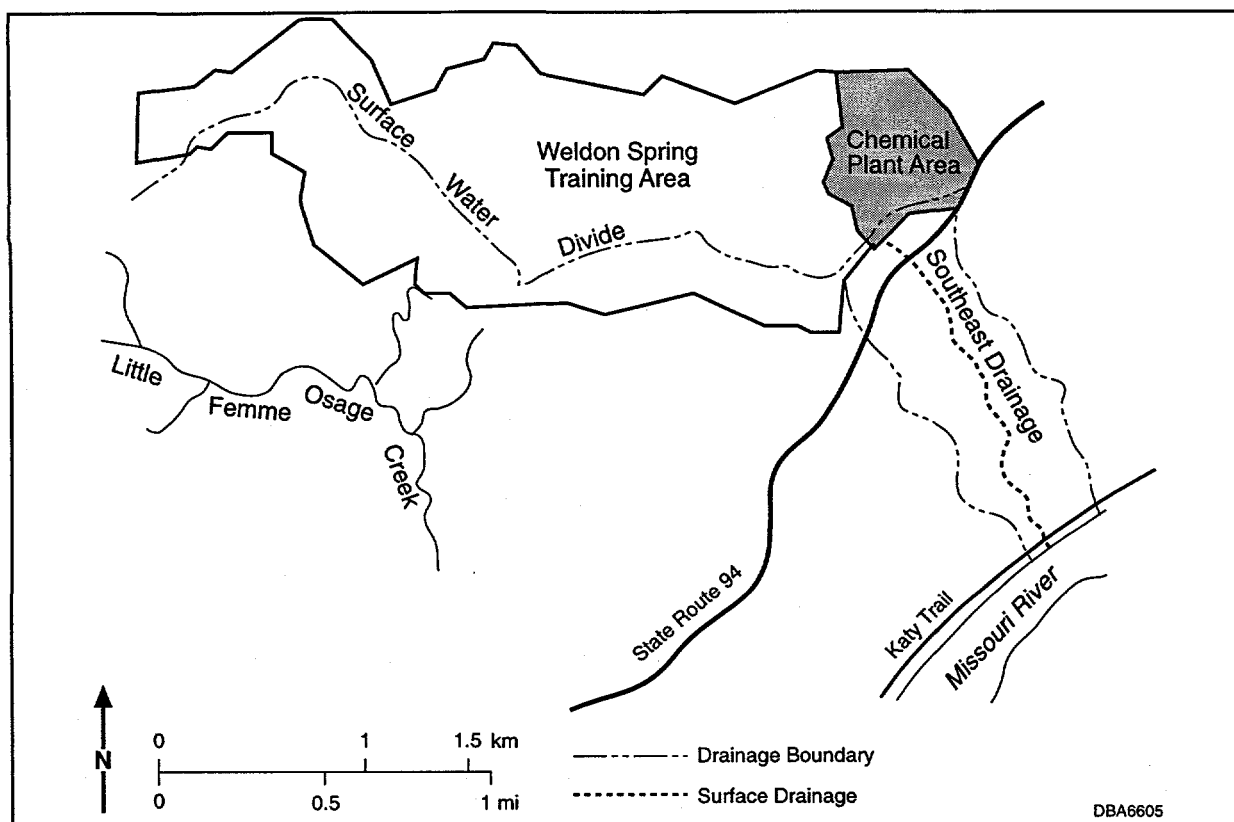 Surface
Water
Divide
Weldon Spring
Training Area
Chemical
Plant Area
Southeast Drainage
Little
Femme
Osage
Creek
State Route 94
Katy Trail
Missouri River
N
0 1 1.5 km
0 0.5 1 mi
Drainage Boundary
Surface Drainage
DBA6605